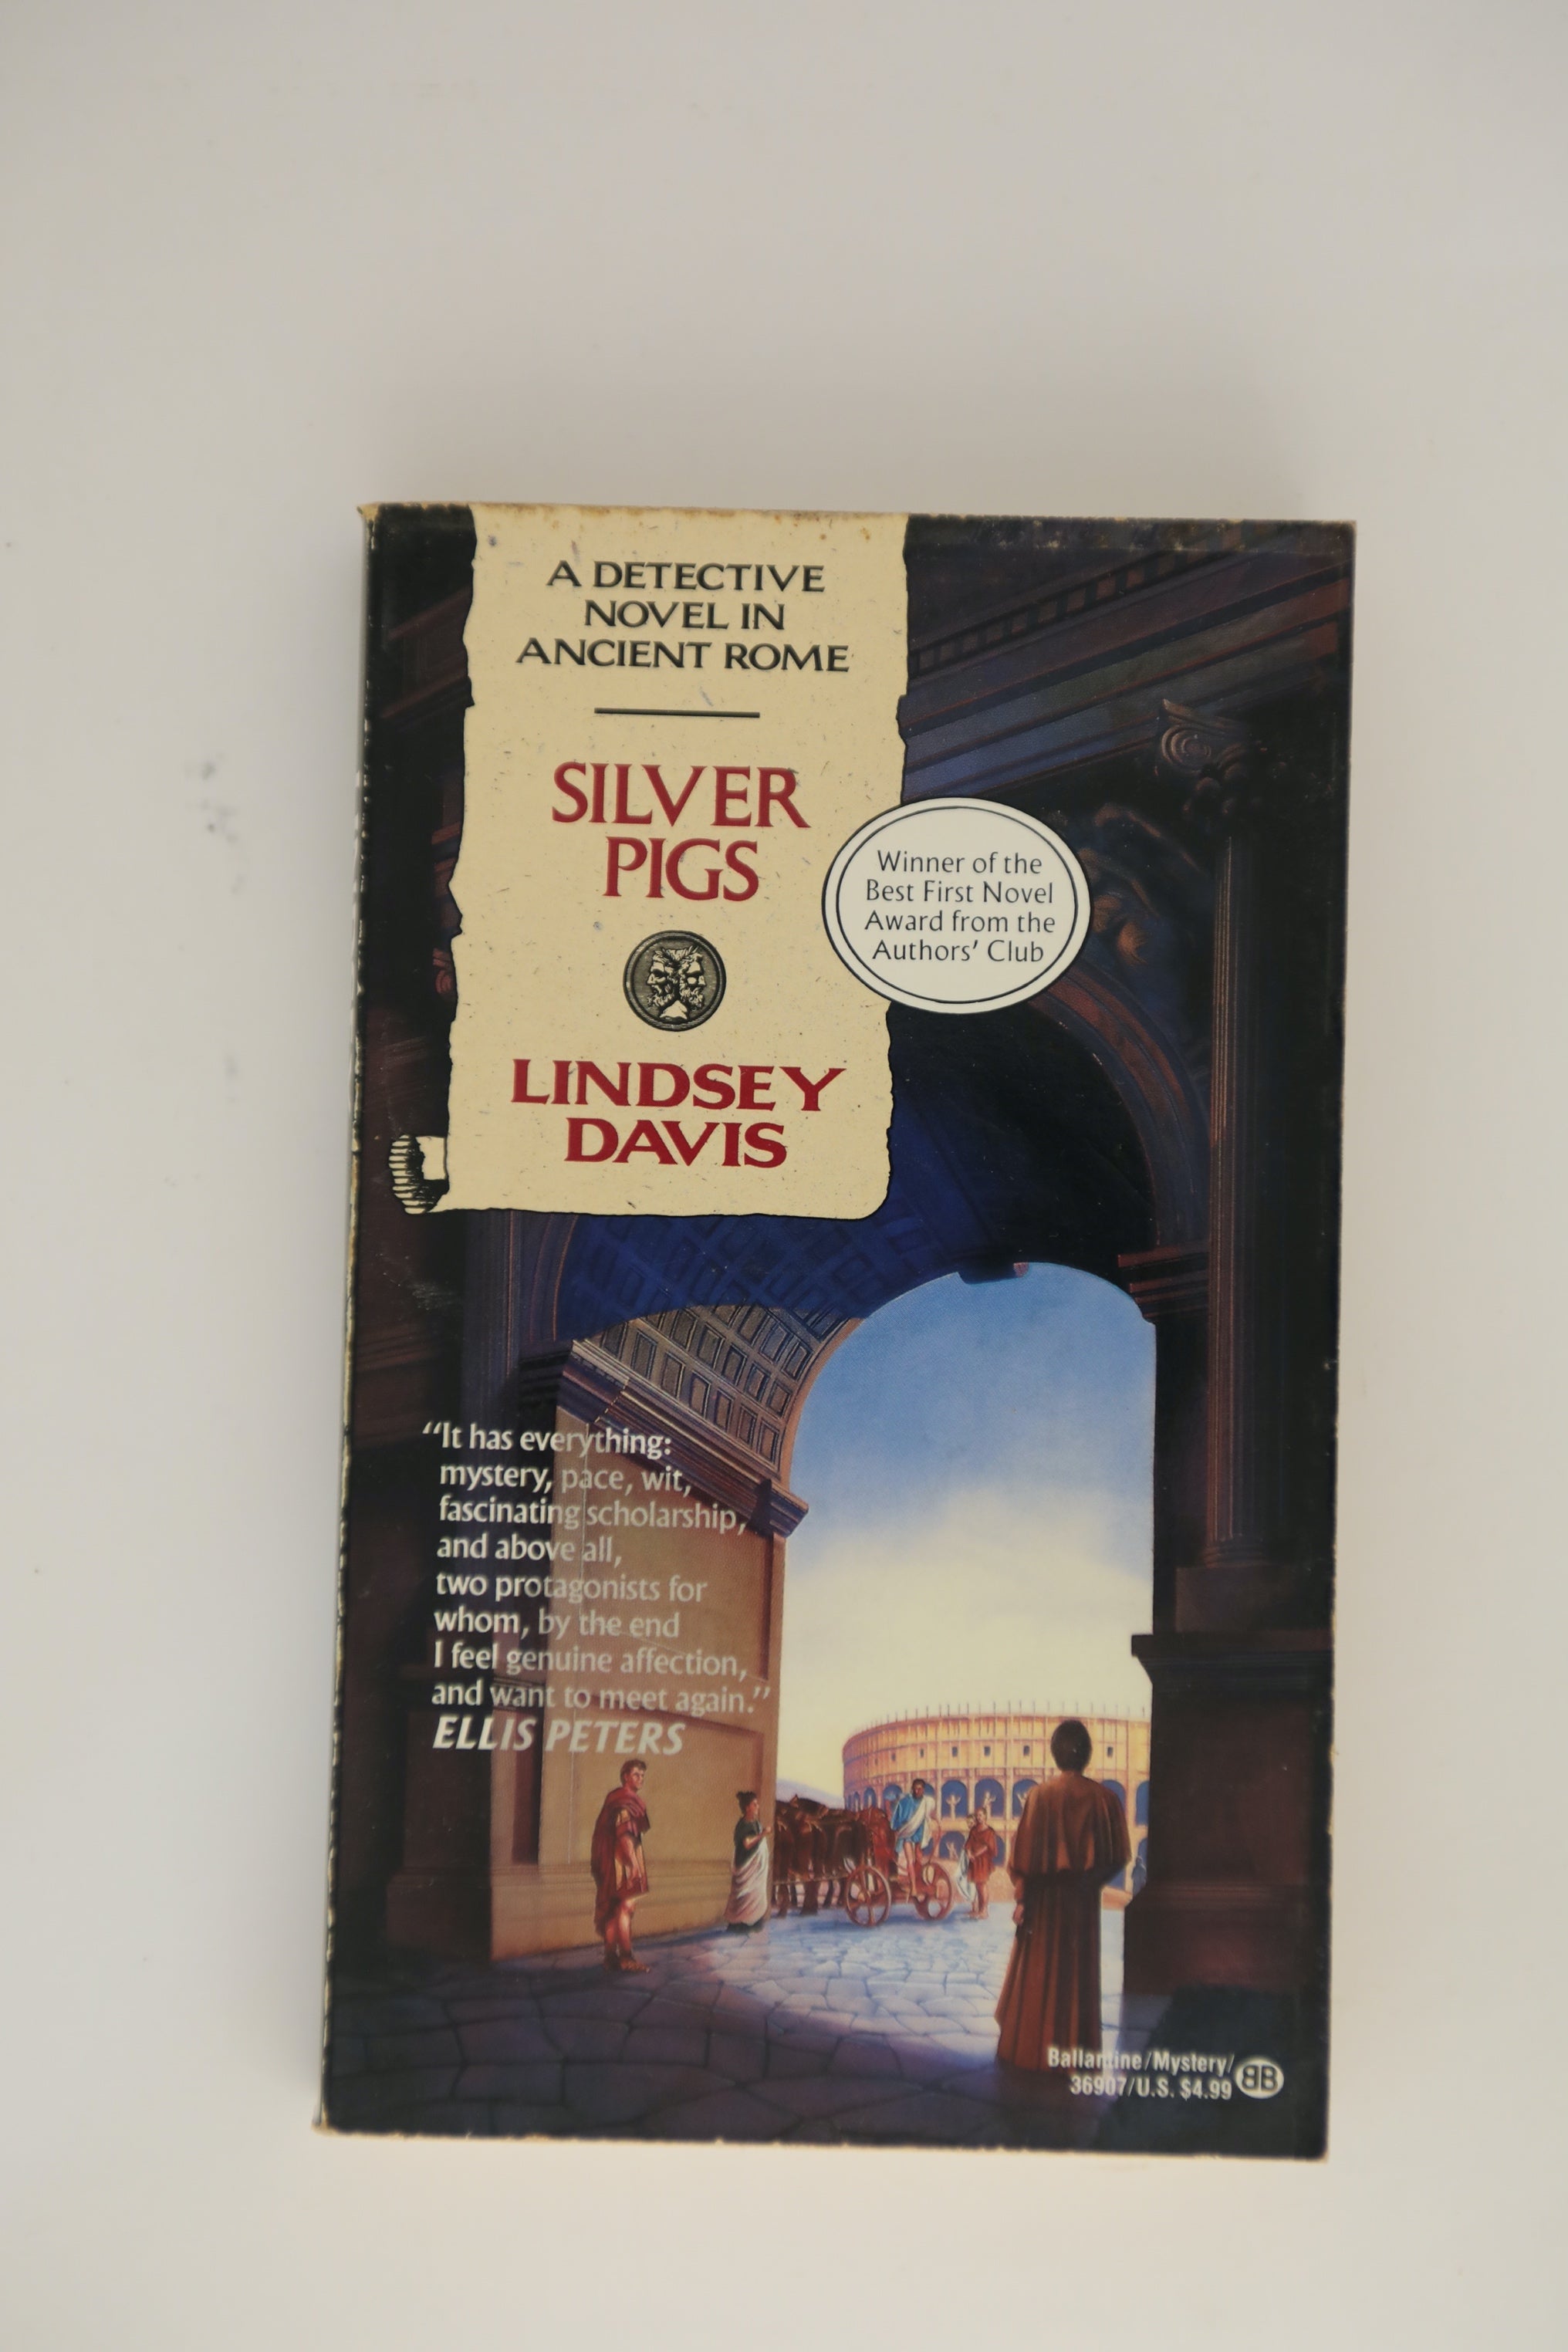 A DETECTIVE
NOVEL IN
ANCIENT ROME
SILVER
PIGS
Winner of the
Best First Novel
Award from the
Authors' Club
LINDSEY
DAVIS
“It has everything:
mystery, pace, wit,
fascinating scholarship,
and above all,
two protagonists for
whom, by the end
I feel genuine affection,
and want to meet again.”
ELLIS PETERS
Ballantine/Mystery/
36907/U.S. $4.99
BB